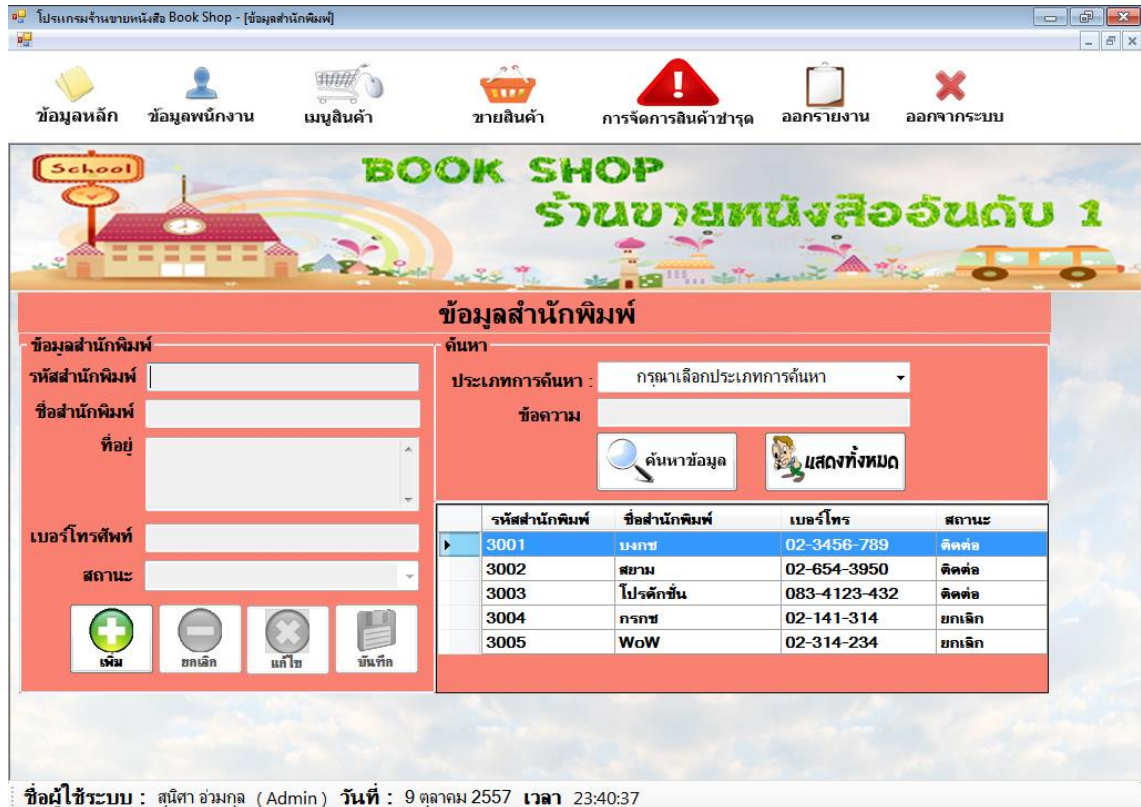 โปรแกรมร้านขายหนังสือ Book Shop - [ข้อมูลสำนักพิมพ์]
ข้อมูลหลัก ข้อมูลพนักงาน เมนูสินค้า ขายสินค้า การจัดการสินค้าชำรุด ออกรายงาน ออกจากระบบ
School
BOOK SHOP
ร้านขายหนังสืออันดับ 1
ข้อมูลสำนักพิมพ์
ข้อมูลสำนักพิมพ์
รหัสสำนักพิมพ์
ชื่อสำนักพิมพ์
ที่อยู่
เบอร์โทรศัพท์
สถานะ
เพิ่ม ยกเลิก แก้ไข บันทึก
ค้นหา
ประเภทการค้นหา : กรุณาเลือกประเภทการค้นหา
ข้อความ
ค้นหาข้อมูล แสดงทั้งหมด
รหัสสำนักพิมพ์ ชื่อสำนักพิมพ์ เบอร์โทร สถานะ
3001 บงกช 02-3456-789 ติดต่อ
3002 สยาม 02-654-3950 ติดต่อ
3003 โปรดักชั่น 083-4123-432 ติดต่อ
3004 กรกช 02-141-314 ยกเลิก
3005 WoW 02-314-234 ยกเลิก
ชื่อผู้ใช้ระบบ : สุนิศา อ่วมกุล ( Admin ) วันที่ : 9 ตุลาคม 2557 เวลา 23:40:37